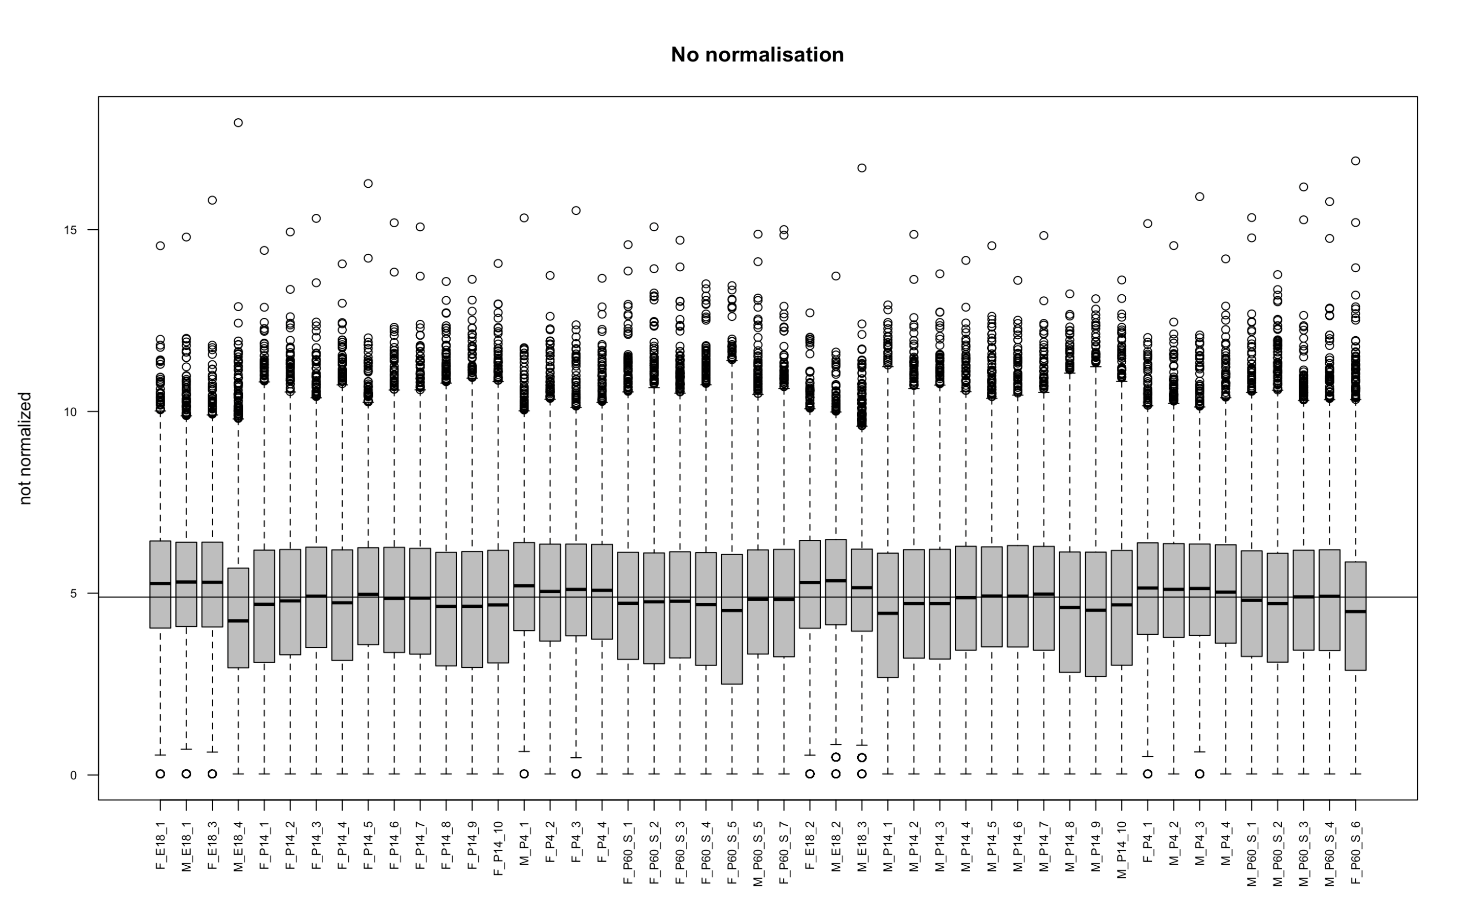 No normalisation
not normalized
15
10
5
0
F_E18_1
M_E18_1
F_E18_3
M_E18_4
F_P14_1
F_P14_2
F_P14_3
F_P14_4
F_P14_5
F_P14_6
F_P14_7
F_P14_8
F_P14_9
F_P14_10
M_P4_1
F_P4_2
F_P4_3
F_P4_4
F_P60_S_1
F_P60_S_2
F_P60_S_3
F_P60_S_4
F_P60_S_5
M_P60_S_5
F_P60_S_7
F_E18_2
M_E18_2
M_E18_3
M_P14_1
M_P14_2
M_P14_3
M_P14_4
M_P14_5
M_P14_6
M_P14_7
M_P14_8
M_P14_9
M_P14_10
F_P4_1
M_P4_2
M_P4_3
M_P4_4
M_P60_S_1
M_P60_S_2
M_P60_S_3
M_P60_S_4
F_P60_S_6